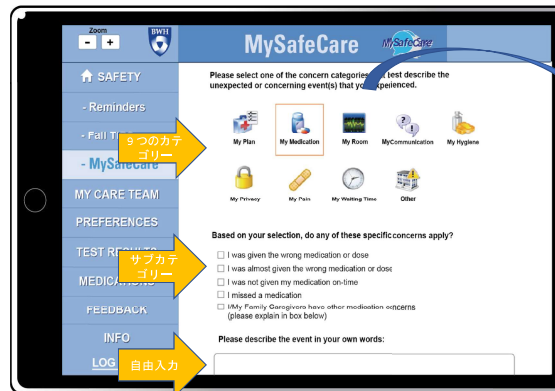 Zoom
- +
BWH
MySafeCare
MySafeCare
SAFETY
- Reminders
- Fall T
- MySafeCare
MY CARE TEAM
PREFERENCES
TEST RESULTS
MEDICATIONS
FEEDBACK
INFO
LOG
9つのカテゴリー
サブカテゴリー
自由入力
Please select one of the concern categories best describe the
unexpected or concerning event(s) that you experienced.
My Plan
My Medication
My Room
MyCommunication
My Hygiene
My Privacy
My Pain
My Waiting Time
Other
Based on your selection, do any of these specific concerns apply?
I was given the wrong medication or dose
I was almost given the wrong medication or dose
I was not given my medication on-time
I missed a medication
I/My Family Caregivers have other medication concerns
(please explain in box below)
Please describe the event in your own words: